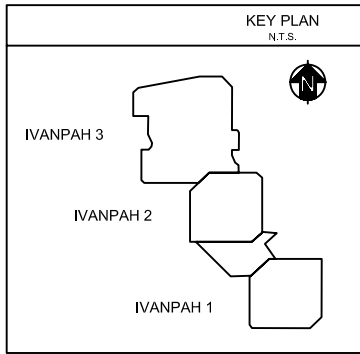 KEY PLAN
N.T.S.
N
IVANPAH 3
IVANPAH 2
IVANPAH 1